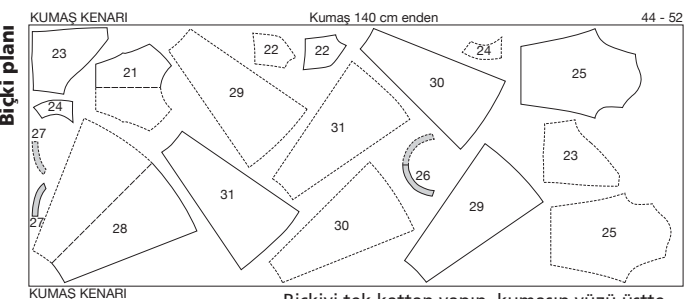 KUMAŞ KENARI Kumaş 140 cm enden 44 - 52
Biçki planı
23 21 29 22 22 30 24 25
24
27 31 23
26
27 28 31 30 29 25
KUMAŞ KENARI